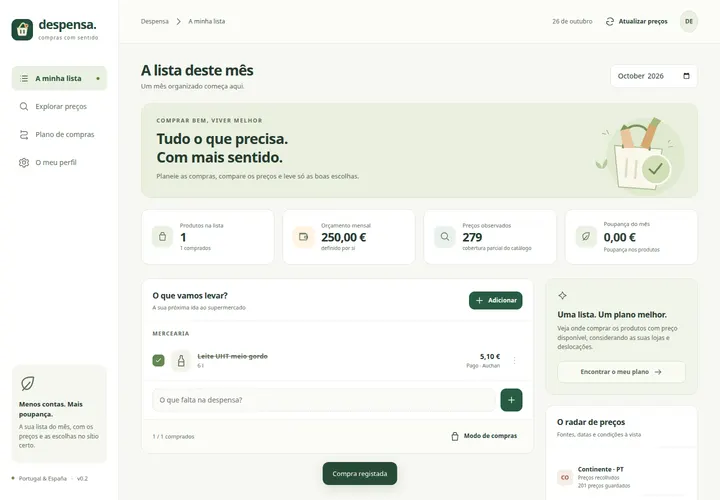 despensa.
compras com sentido
A minha lista
Explorar preços
Plano de compras
O meu perfil
Menos contas. Mais
poupança.
A sua lista do mês, com os
preços e as escolhas no sítio
certo.
Portugal & España · v0.2
Despensa > A minha lista
26 de outubro
Atualizar preços
DE
A lista deste mês
Um mês organizado começa aqui.
October 2026
COMPRAR BEM, VIVER MELHOR
Tudo o que precisa.
Com mais sentido.
Planeie as compras, compare os preços e leve só as boas escolhas.
Produtos na lista
1
1 comprados
Orçamento mensal
250,00 €
definido por si
Preços observados
279
cobertura parcial do catálogo
Poupança do mês
0,00 €
Poupança nos produtos
O que vamos levar?
A sua próxima ida ao supermercado
Adicionar
MERCEARIA
Leite UHT meio gordo
6 l
5,10 €
Pago · Auchan
O que falta na despensa?
1 / 1 comprados
Modo de compras
Compra registada
Uma lista. Um plano melhor.
Veja onde comprar os produtos com preço
disponível, considerando as suas lojas e
deslocações.
Encontrar o meu plano
O radar de preços
Fontes, datas e condições à vista
CO
Continente · PT
Preços recolhidos
201 preços guardados